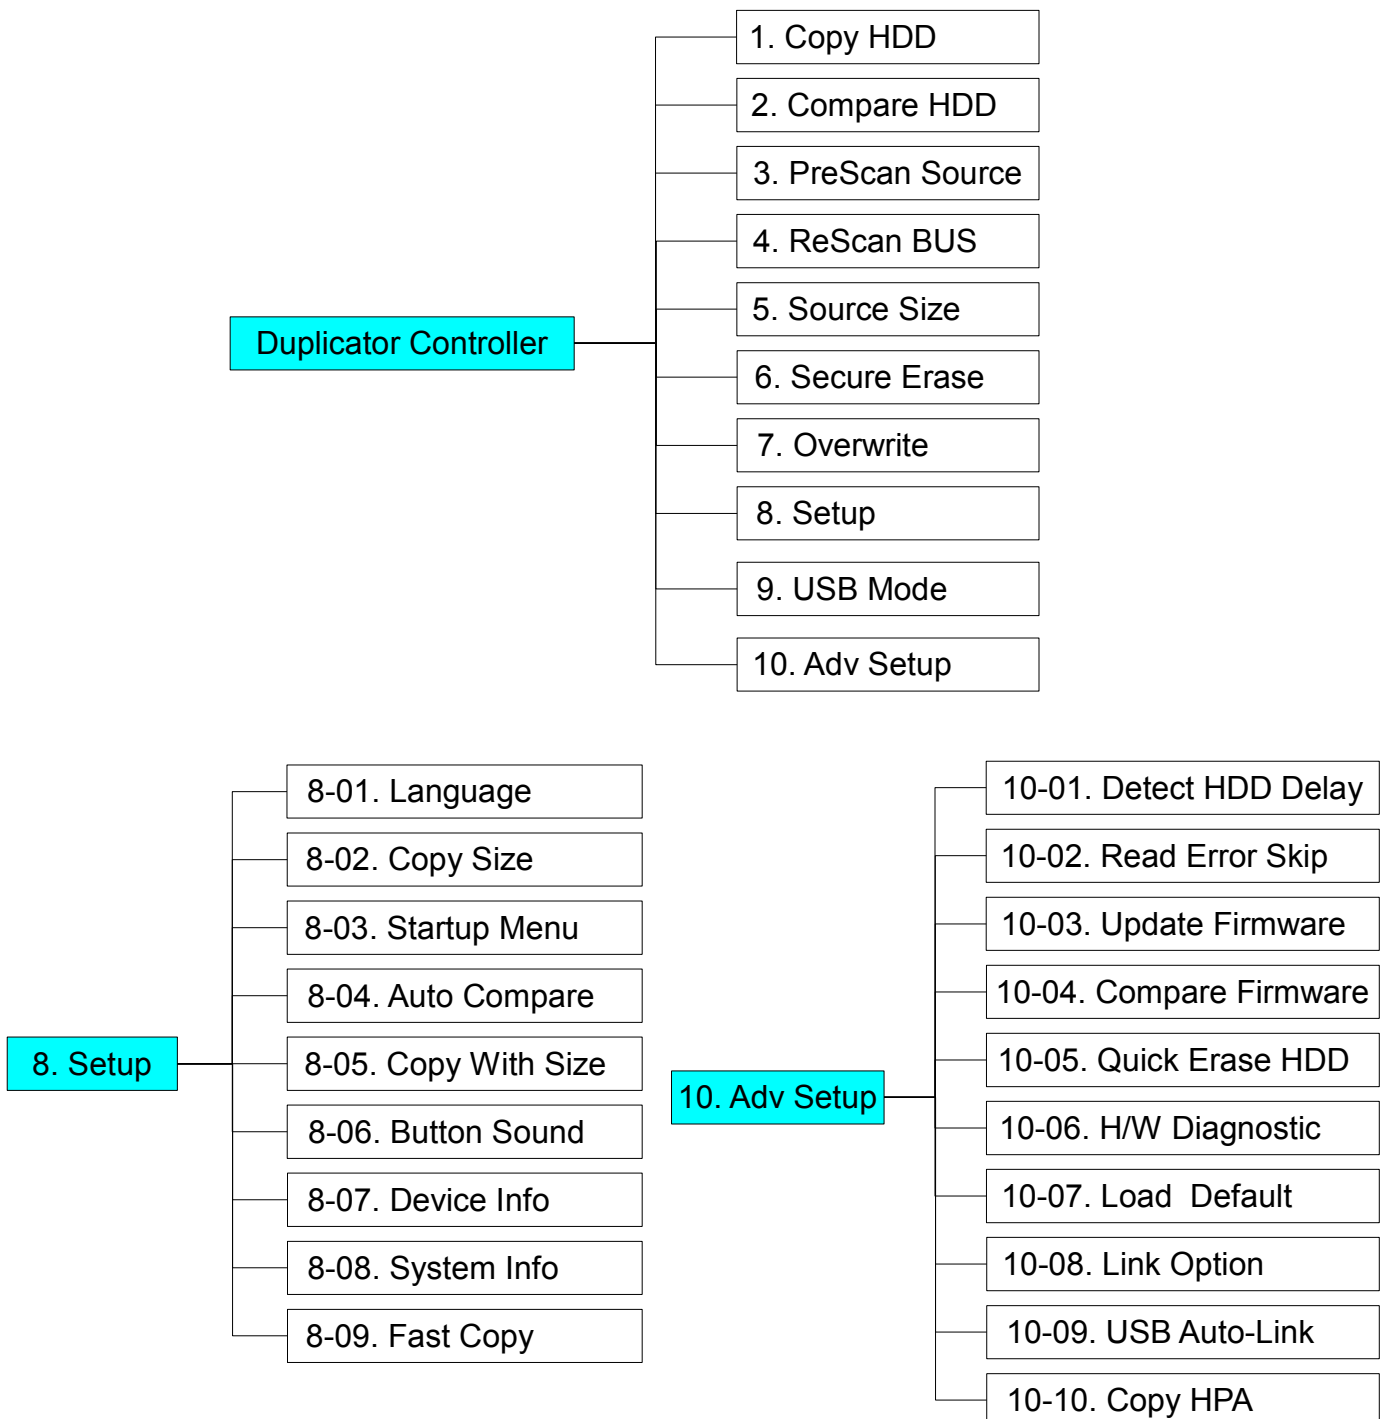 1. Copy HDD
2. Compare HDD
3. PreScan Source
4. ReScan BUS
5. Source Size
Duplicator Controller
6. Secure Erase
7. Overwrite
8. Setup
9. USB Mode
10. Adv Setup
8-01. Language
8-02. Copy Size
8-03. Startup Menu
8-04. Auto Compare
8. Setup
8-05. Copy With Size
8-06. Button Sound
8-07. Device Info
8-08. System Info
8-09. Fast Copy
10-01. Detect HDD Delay
10-02. Read Error Skip
10-03. Update Firmware
10-04. Compare Firmware
10-05. Quick Erase HDD
10. Adv Setup
10-06. H/W Diagnostic
10-07. Load  Default
10-08. Link Option
10-09. USB Auto-Link
10-10. Copy HPA